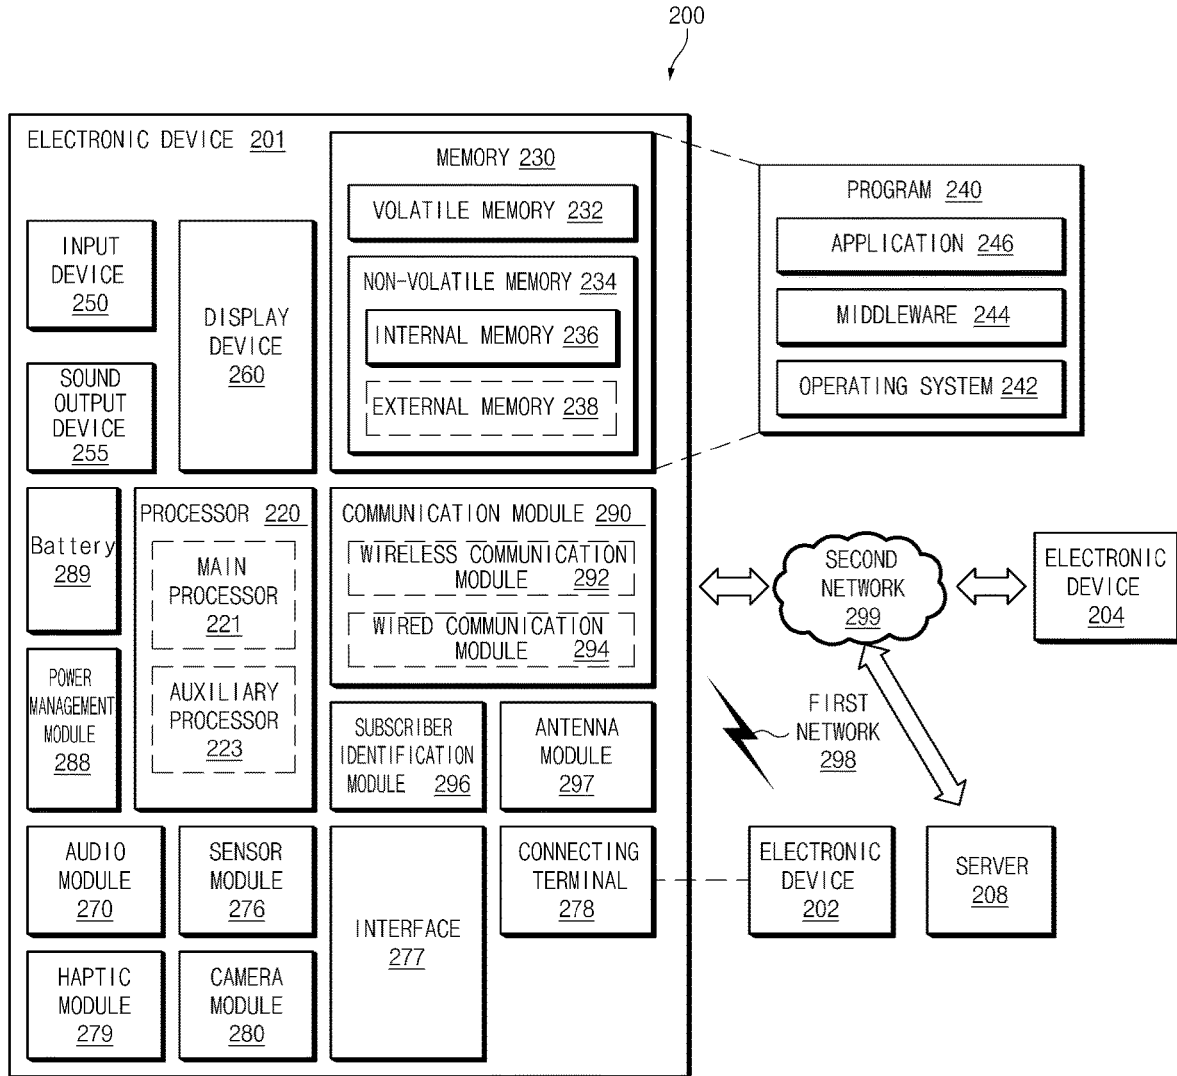 200
ELECTRONIC DEVICE 201
MEMORY 230
VOLATILE MEMORY 232
NON-VOLATILE MEMORY 234
INTERNAL MEMORY 236
EXTERNAL MEMORY 238
PROGRAM 240
APPLICATION 246
MIDDLEWARE 244
OPERATING SYSTEM 242
INPUT
DEVICE
250
DISPLAY
DEVICE
260
SOUND
OUTPUT
DEVICE
255
Battery
289
PROCESSOR 220
MAIN
PROCESSOR
221
AUXILIARY
PROCESSOR
223
COMMUNICATION MODULE 290
WIRELESS COMMUNICATION
MODULE 292
WIRED COMMUNICATION
MODULE 294
SECOND
NETWORK
299
ELECTRONIC
DEVICE
204
POWER
MANAGEMENT
MODULE
288
SUBSCRIBER
IDENTIFICATION
MODULE 296
ANTENNA
MODULE
297
FIRST
NETWORK
298
AUDIO
MODULE
270
SENSOR
MODULE
276
INTERFACE
277
CONNECTING
TERMINAL
278
ELECTRONIC
DEVICE
202
SERVER
208
HAPTIC
MODULE
279
CAMERA
MODULE
280